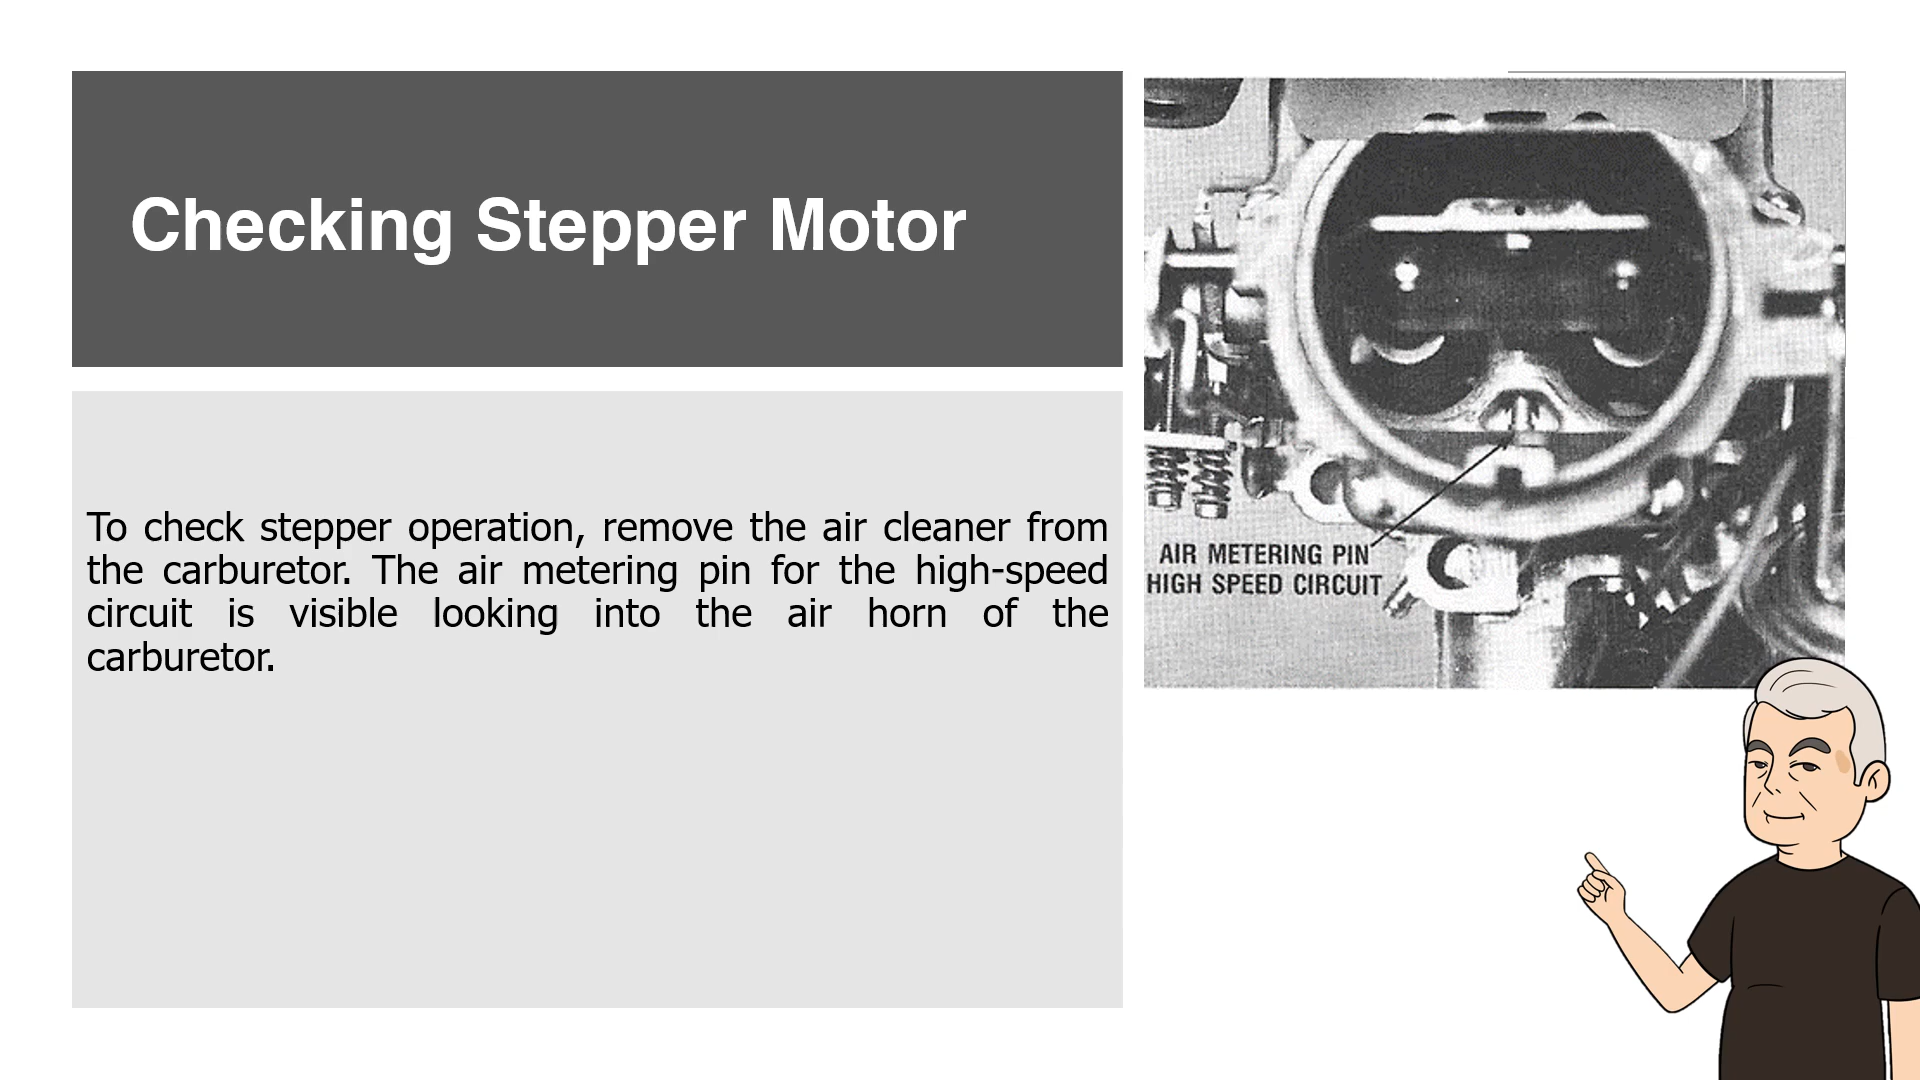 Checking Stepper Motor
To check stepper operation, remove the air cleaner from
the carburetor. The air metering pin for the high-speed
circuit is visible looking into the air horn of the
carburetor.
AIR METERING PIN
HIGH SPEED CIRCUIT